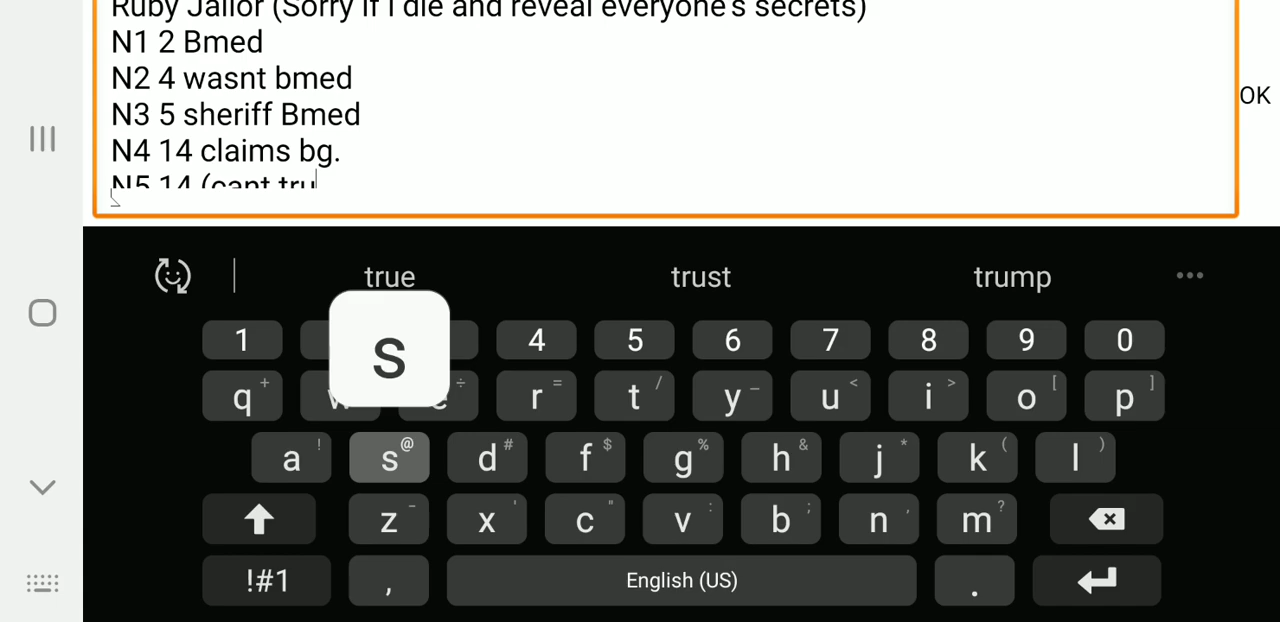 Ruby Jailor (Sorry if I die and reveal everyone's secrets)
N1 2 Bmed
N2 4 wasnt bmed
N3 5 sheriff Bmed
N4 14 claims bg.
N5 14 (cant tru
OK
true trust trump
s
1 4 5 6 7 8 9 0
q + w e ÷ r = t / y - u < i > o [ p ]
a ! s @ d # f $ g % h & j * k ( l )
z - x ' c " v : b ; n , m ?
!#1 , English (US) .